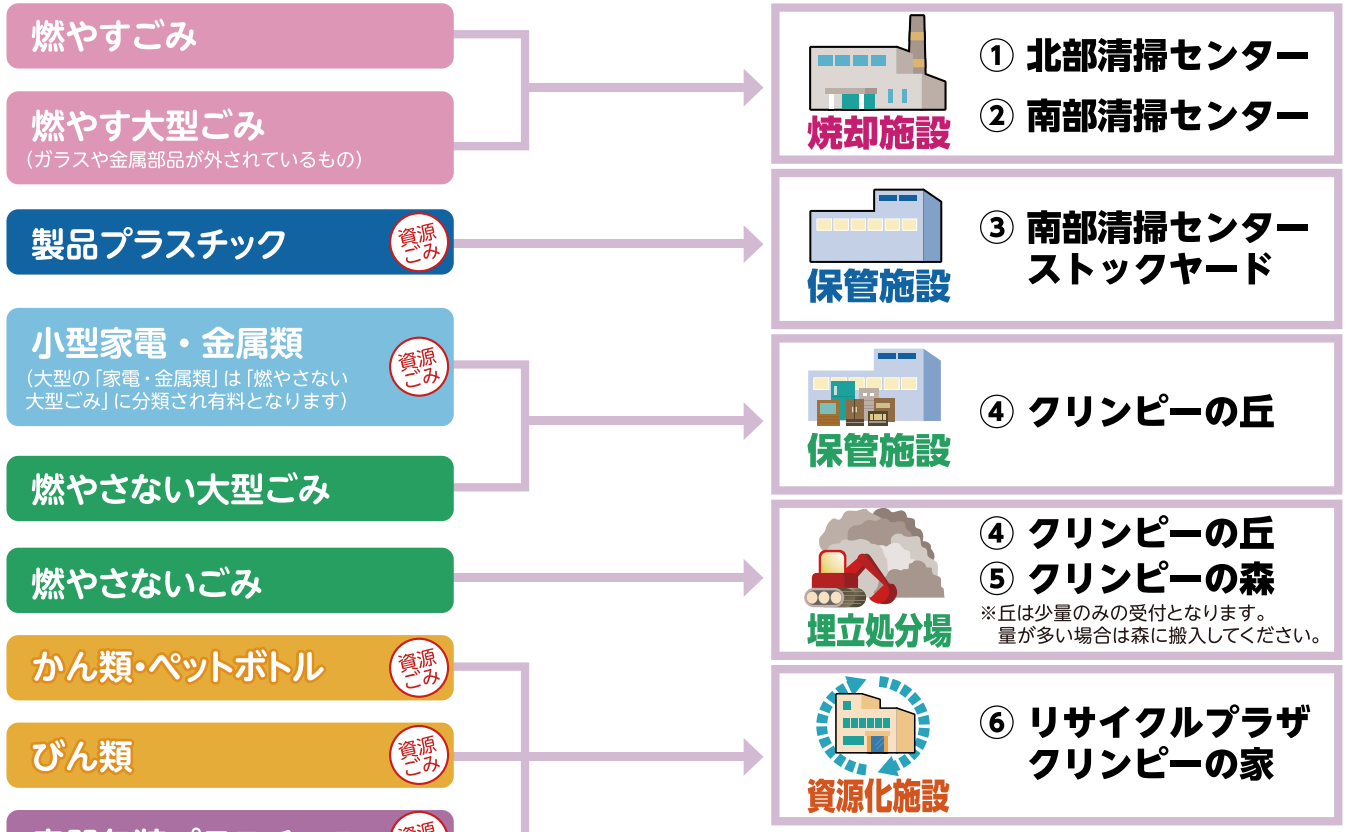 燃やすごみ
燃やす大型ごみ
（ガラスや金属部品が外されているもの）
製品プラスチック
資源
ごみ
小型家電・金属類
（大型の「家電・金属類」は「燃やさない
大型ごみ」に分類され有料となります）
資源
ごみ
燃やさない大型ごみ
燃やさないごみ
かん類・ペットボトル
資源
ごみ
びん類
資源
ごみ
資源
焼却施設
① 北部清掃センター
② 南部清掃センター
保管施設
③ 南部清掃センター
ストックヤード
保管施設
④ クリンピーの丘
埋立処分場
④ クリンピーの丘
⑤ クリンピーの森
※丘は少量のみの受付となります。
量が多い場合は森に搬入してください。
資源化施設
⑥ リサイクルプラザ
クリンピーの家